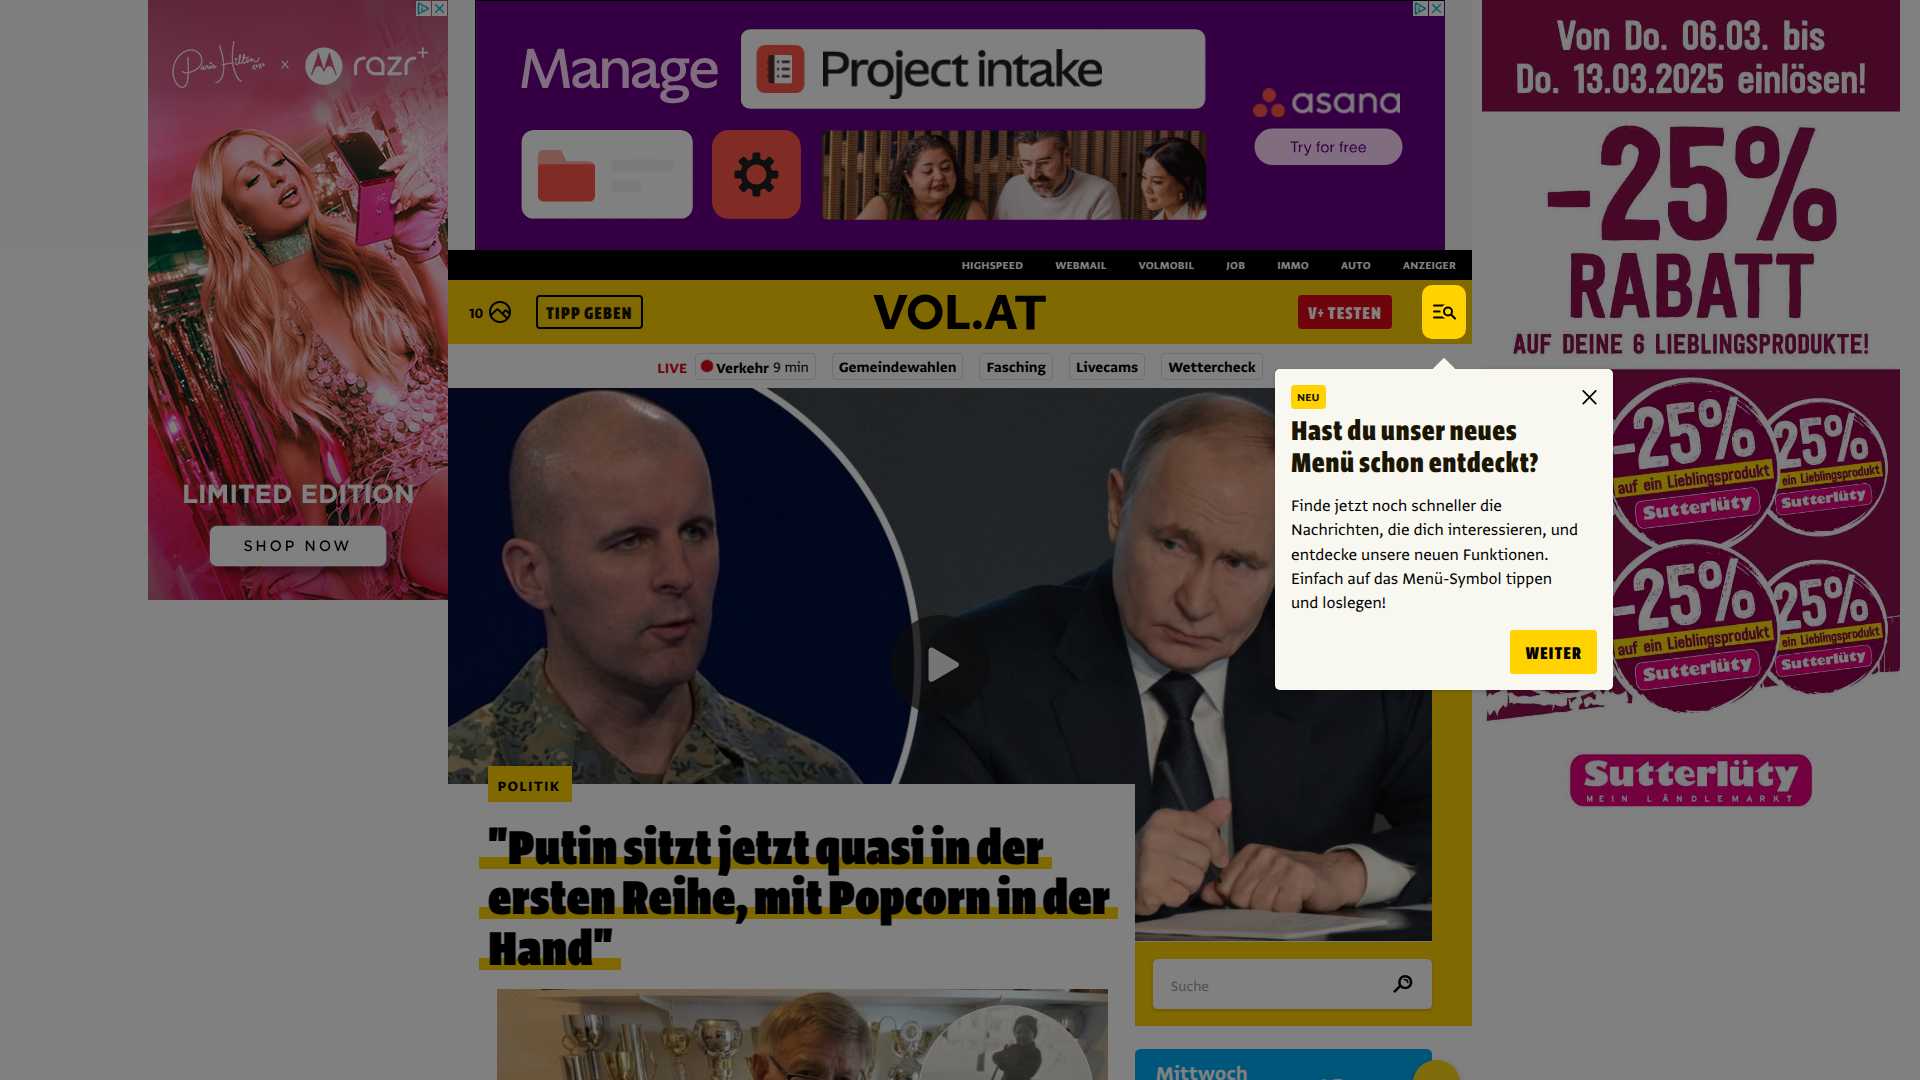 Paris Hilton × razr+
LIMITED EDITION
SHOP NOW
Manage
Project intake
asana
Try for free
Von Do. 06.03. bis
Do. 13.03.2025 einlösen!
-25%
RABATT
AUF DEINE 6 LIEBLINGSPRODUKTE!
HIGHSPEED
WEBMAIL
VOLMOBIL
JOB
IMMO
AUTO
ANZEIGER
10
TIPP GEBEN
VOL.AT
V+ TESTEN
LIVE
Verkehr 9 min
Gemeindewahlen
Fasching
Livecams
Wettercheck
NEU
Hast du unser neues
Menü schon entdeckt?
Finde jetzt noch schneller die
Nachrichten, die dich interessieren, und
entdecke unsere neuen Funktionen.
Einfach auf das Menü-Symbol tippen
und loslegen!
WEITER
-25%
auf ein Lieblingsprodukt
Sutterlüty
25%
ein Lieblingsprodukt
Sutterlüty
-25%
auf ein Lieblingsprodukt
Sutterlüty
25%
ein Lieblingsprodukt
Sutterlüty
Sutterlüty
MEIN LÄNDLEMARKT
POLITIK
"Putin sitzt jetzt quasi in der
ersten Reihe, mit Popcorn in der
Hand"
Suche
Mittwoch